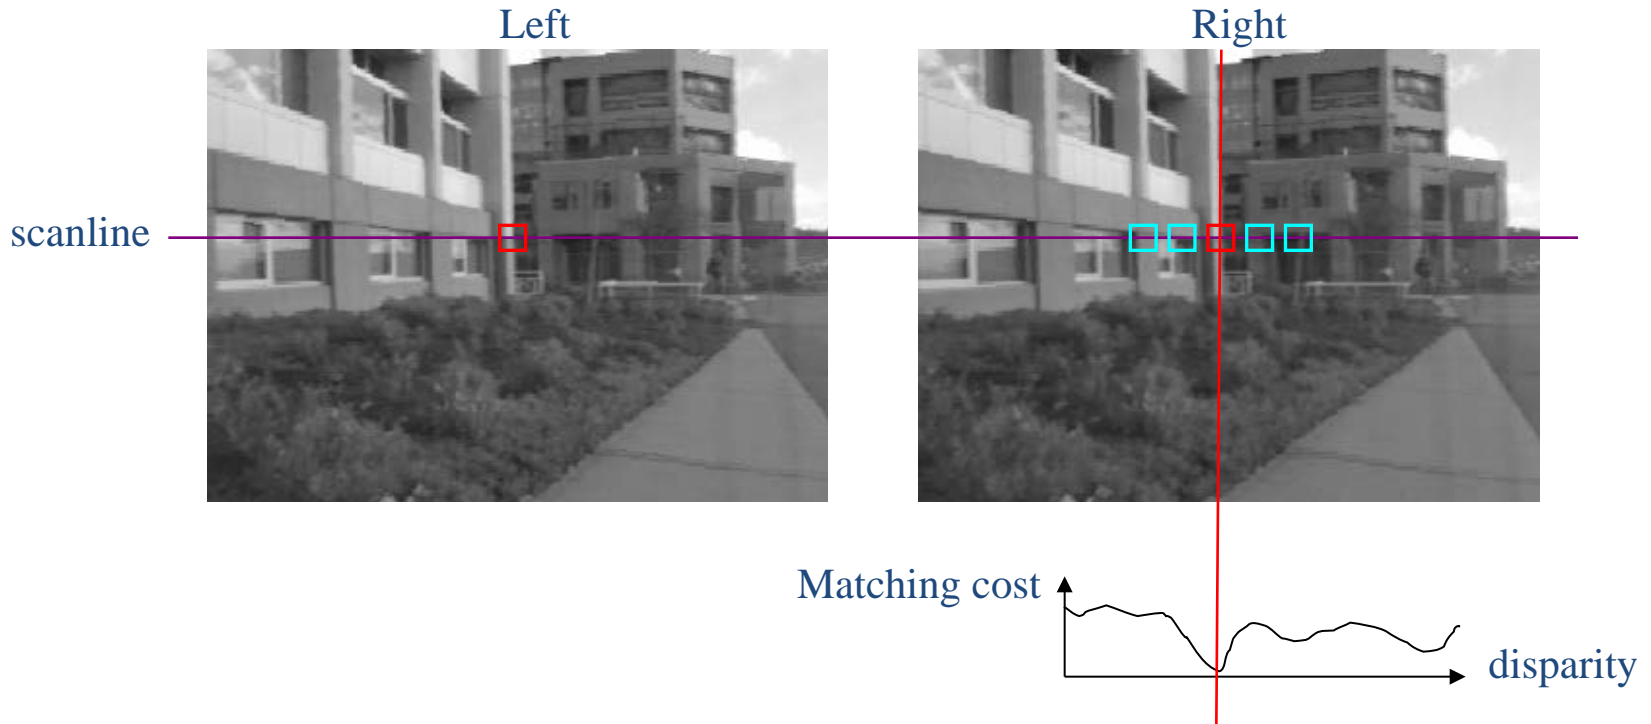 Left
Right
scanline
Matching cost
disparity